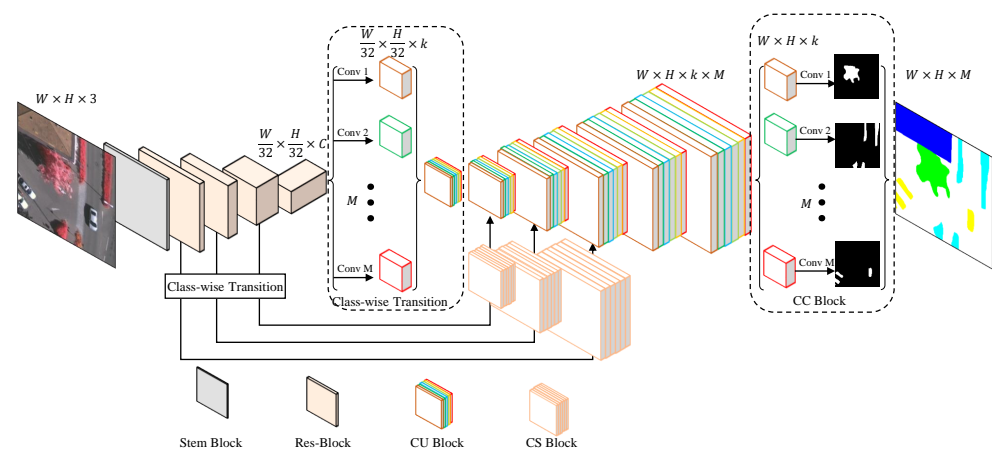 W × H × 3
W/32 × H/32 × C
W/32 × H/32 × k
Conv 1
Conv 2
M
Conv M
Class-wise Transition
Class-wise Transition
W × H × k × M
W × H × k
Conv 1
Conv 2
M
Conv M
CC Block
W × H × M
Stem Block
Res-Block
CU Block
CS Block